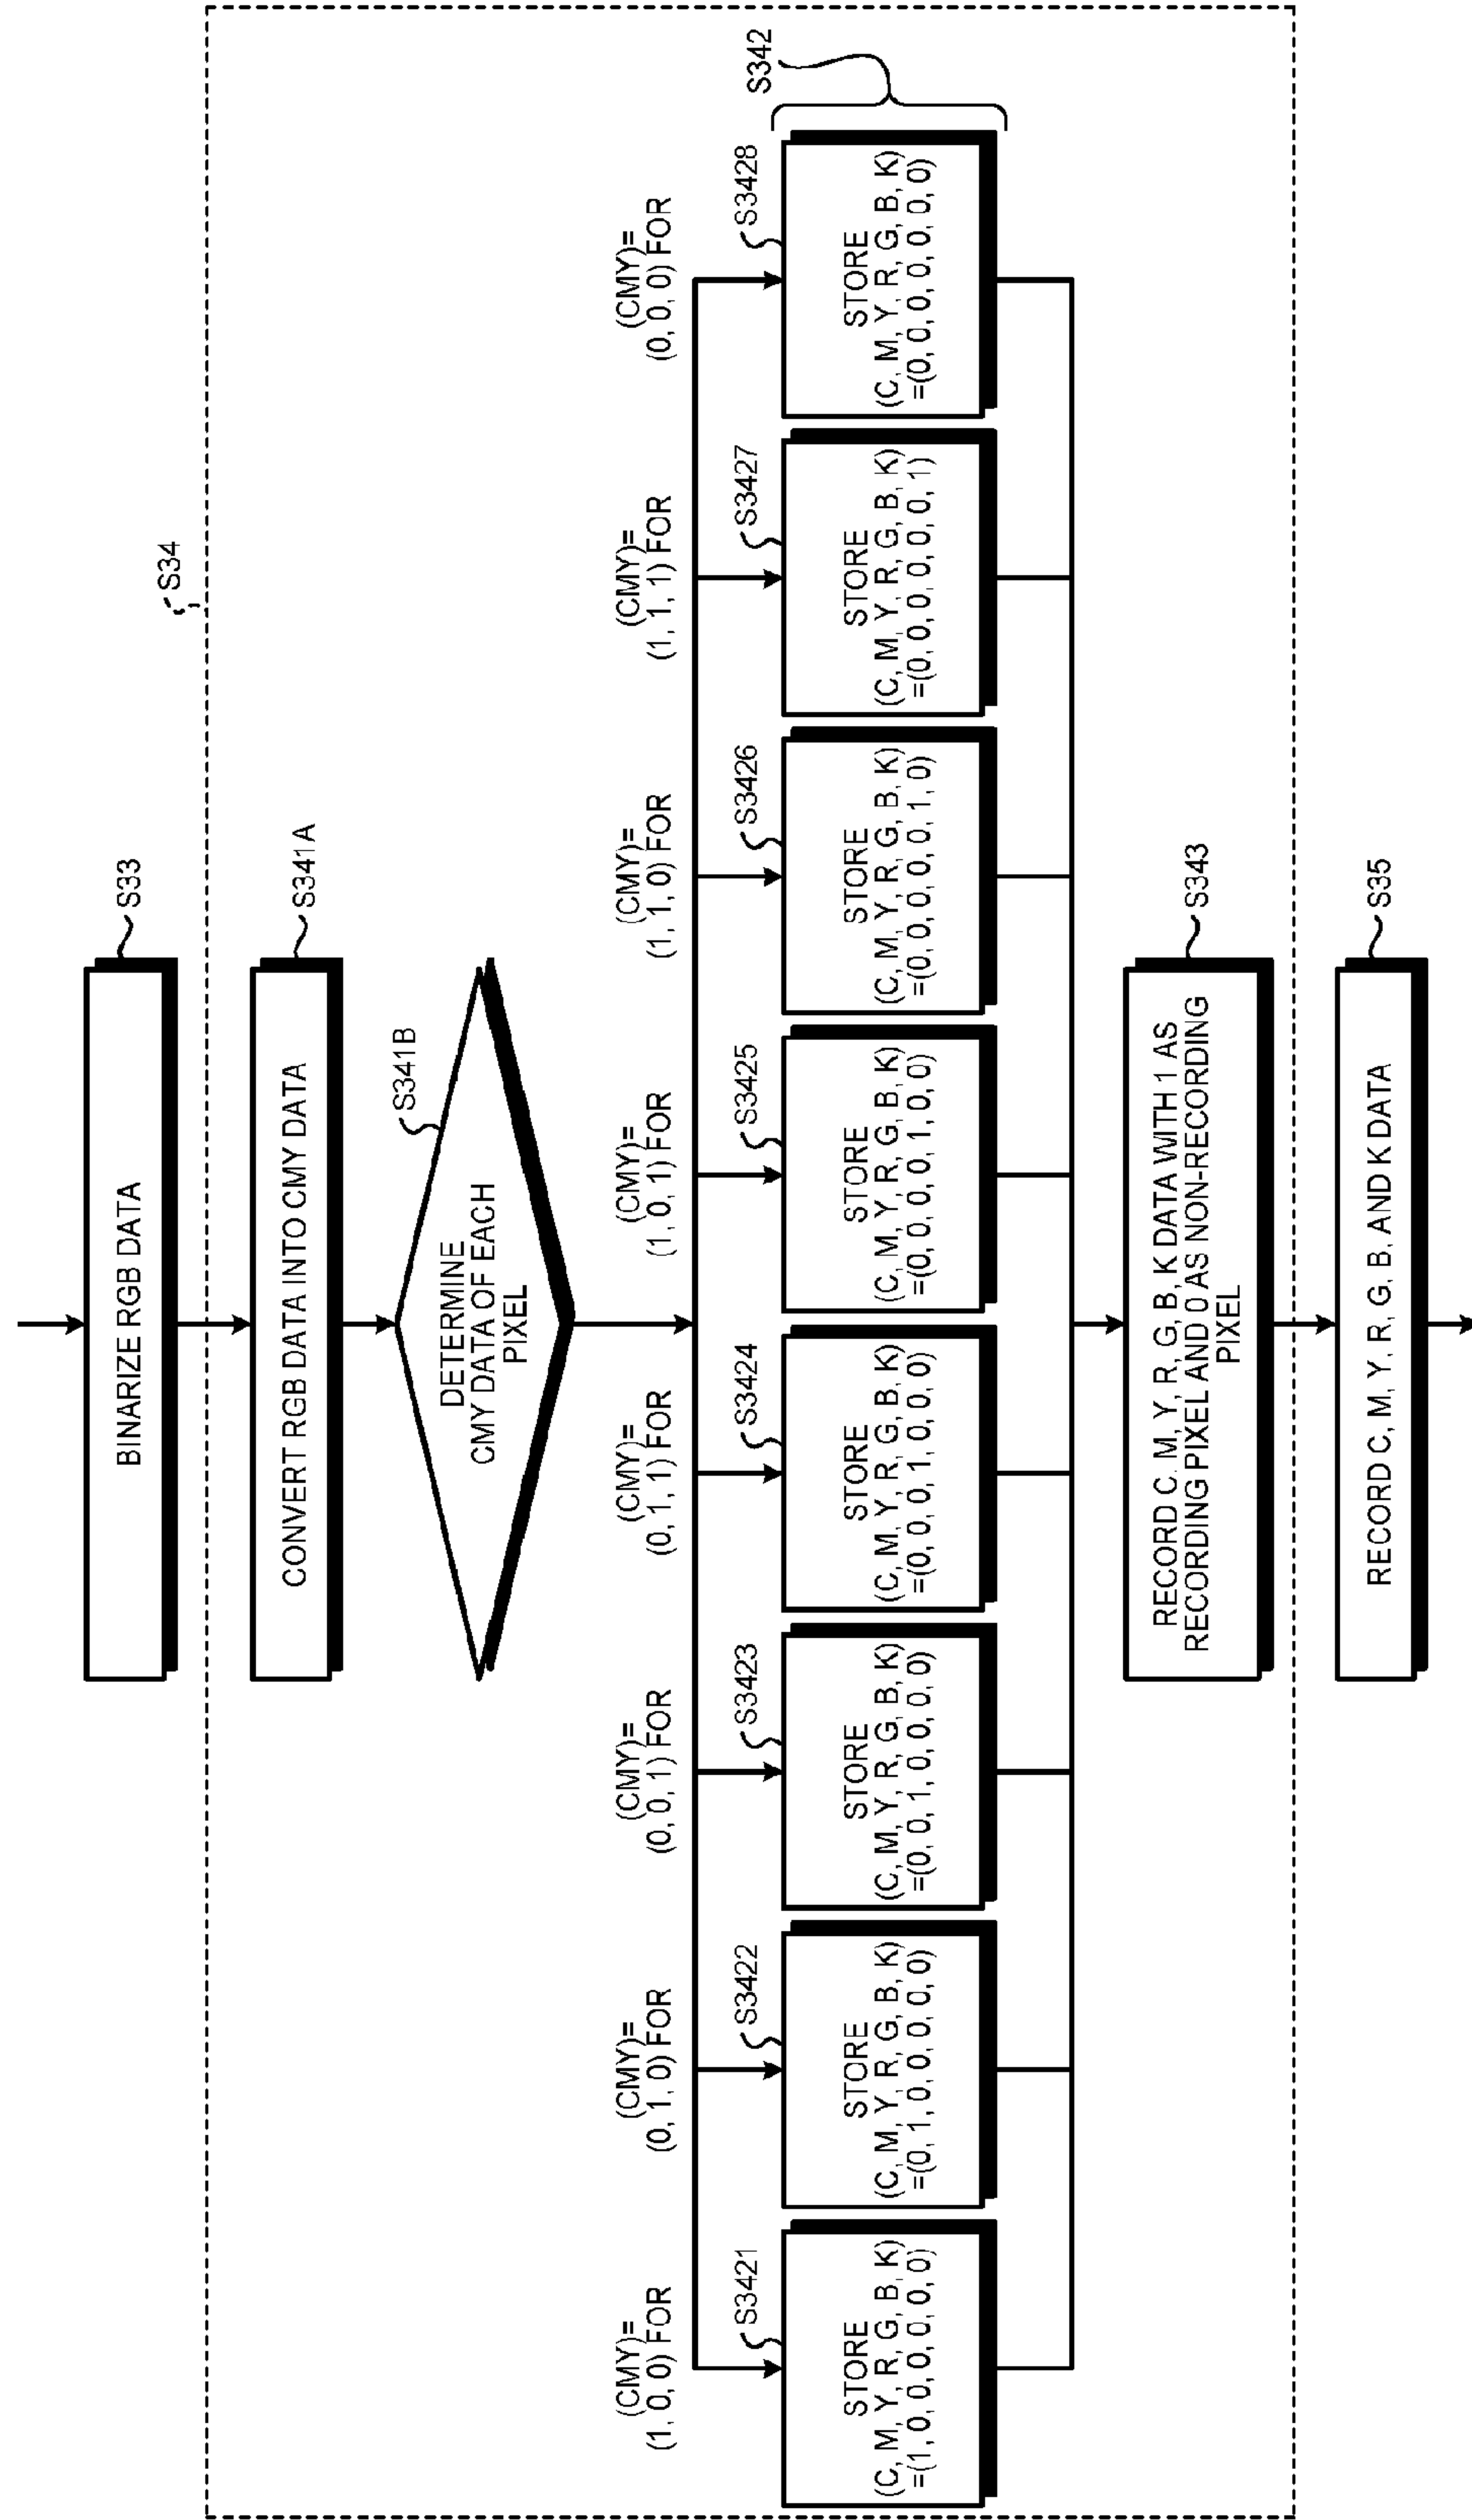 BINARIZE RGB DATA
S33
S34
CONVERT RGB DATA INTO CMY DATA
S341A
DETERMINE
CMY DATA OF EACH
PIXEL
S341B
(CMY)=
(1, 0, 0) FOR
S3421
STORE
(C, M, Y, R, G, B, K)
=(1, 0, 0, 0, 0, 0, 0)
(CMY)=
(0, 1, 0) FOR
S3422
STORE
(C, M, Y, R, G, B, K)
=(0, 1, 0, 0, 0, 0, 0)
(CMY)=
(0, 0, 1) FOR
S3423
STORE
(C, M, Y, R, G, B, K)
=(0, 0, 1, 0, 0, 0, 0)
(CMY)=
(0, 1, 1) FOR
S3424
STORE
(C, M, Y, R, G, B, K)
=(0, 0, 0, 1, 0, 0, 0)
(CMY)=
(1, 0, 1) FOR
S3425
STORE
(C, M, Y, R, G, B, K)
=(0, 0, 0, 0, 1, 0, 0)
(CMY)=
(1, 1, 0) FOR
S3426
STORE
(C, M, Y, R, G, B, K)
=(0, 0, 0, 0, 0, 1, 0)
(CMY)=
(1, 1, 1) FOR
S3427
STORE
(C, M, Y, R, G, B, K)
=(0, 0, 0, 0, 0, 0, 1)
(CMY)=
(0, 0, 0) FOR
S3428
STORE
(C, M, Y, R, G, B, K)
=(0, 0, 0, 0, 0, 0, 0)
S342
RECORD C, M, Y, R, G, B, K DATA WITH 1 AS
RECORDING PIXEL AND 0 AS NON-RECORDING
PIXEL
S343
RECORD C, M, Y, R, G, B, AND K DATA
S35